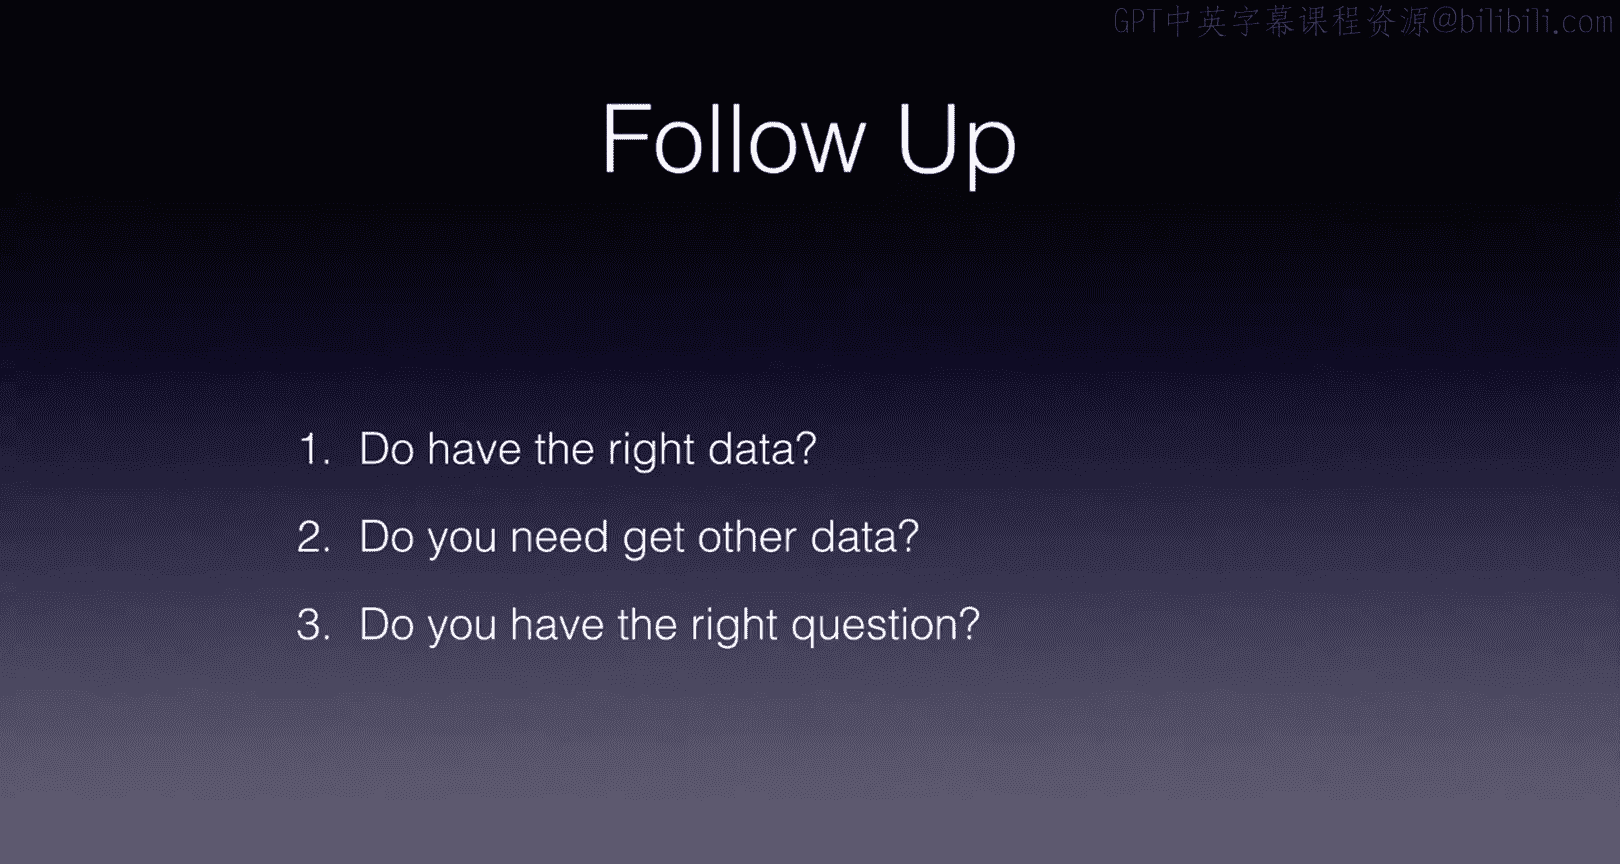 GPT中英字幕课程资源@bilibili.com
Follow Up
1. Do have the right data?
2. Do you need get other data?
3. Do you have the right question?